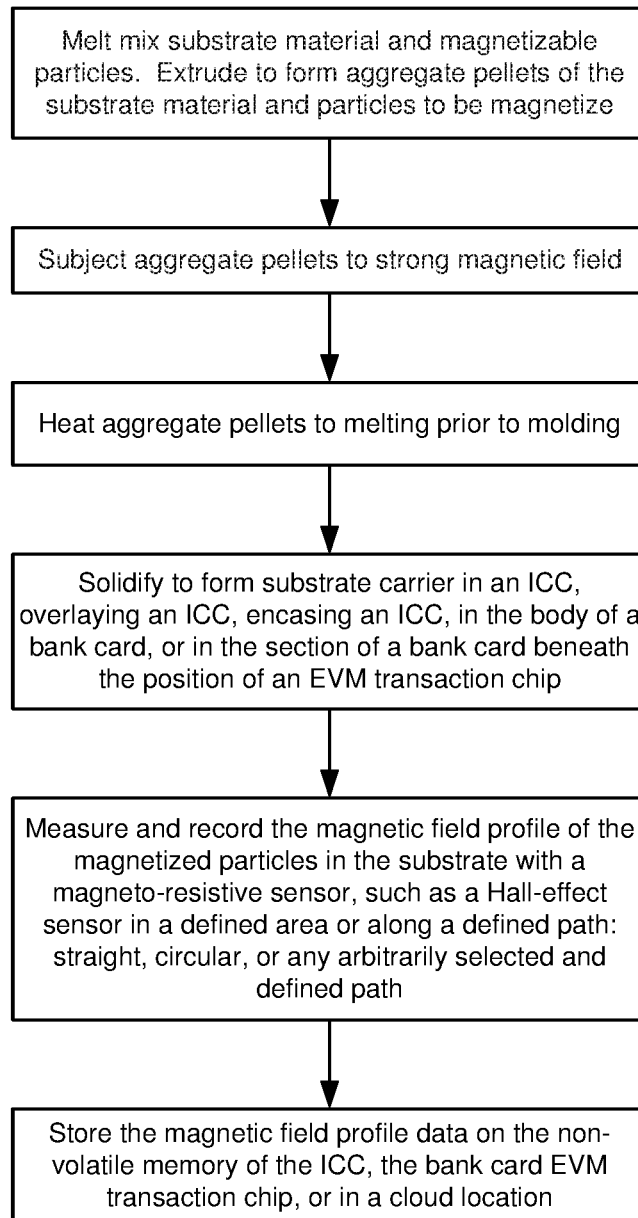 Melt mix substrate material and magnetizable
particles. Extrude to form aggregate pellets of the
substrate material and particles to be magnetize
Subject aggregate pellets to strong magnetic field
Heat aggregate pellets to melting prior to molding
Solidify to form substrate carrier in an ICC,
overlaying an ICC, encasing an ICC, in the body of a
bank card, or in the section of a bank card beneath
the position of an EVM transaction chip
Measure and record the magnetic field profile of the
magnetized particles in the substrate with a
magneto-resistive sensor, such as a Hall-effect
sensor in a defined area or along a defined path:
straight, circular, or any arbitrarily selected and
defined path
Store the magnetic field profile data on the non-
volatile memory of the ICC, the bank card EVM
transaction chip, or in a cloud location